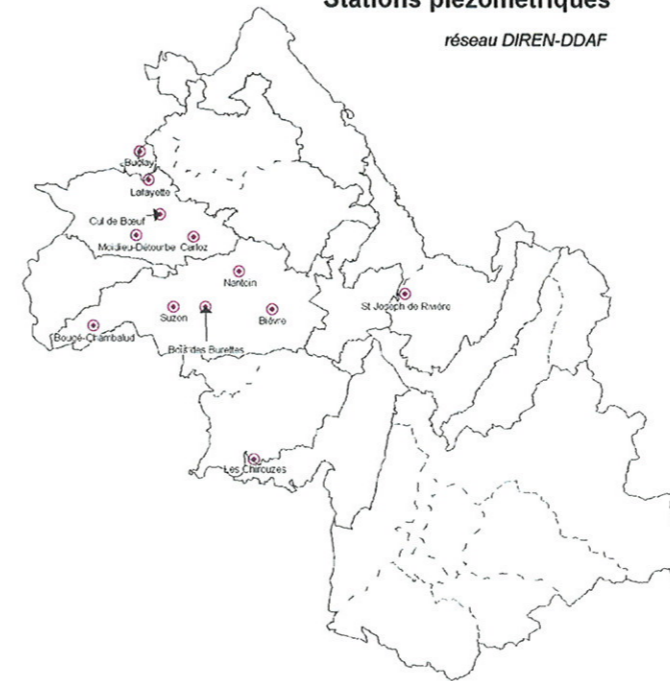 Stations piézométriques
réseau DIREN-DDAF
Buclay
Lafayette
Cul de Bœuf
Moidieu-Détourbe
Carloz
Nantoin
St Joseph de Rivière
Suzon
Bièvre
Bougé-Chambalud
Bois des Burettes
Les Chirouzes